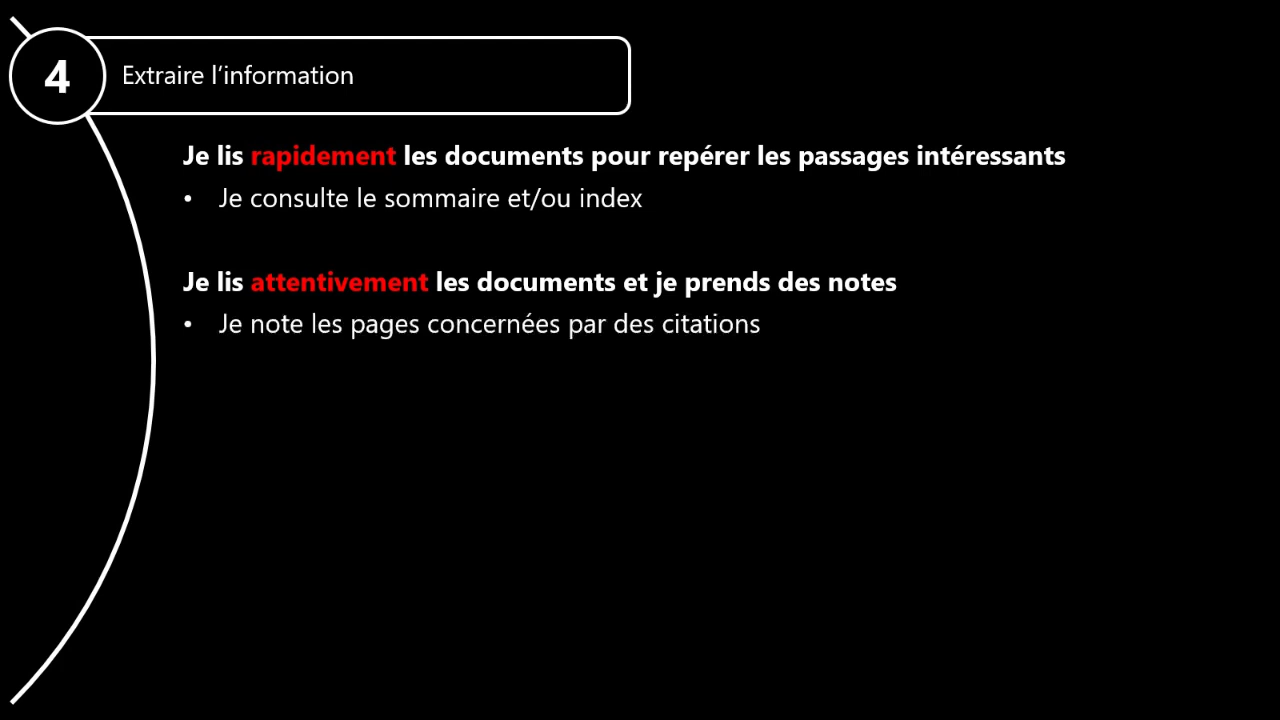 4
Extraire l’information
Je lis rapidement les documents pour repérer les passages intéressants
• Je consulte le sommaire et/ou index
Je lis attentivement les documents et je prends des notes
• Je note les pages concernées par des citations